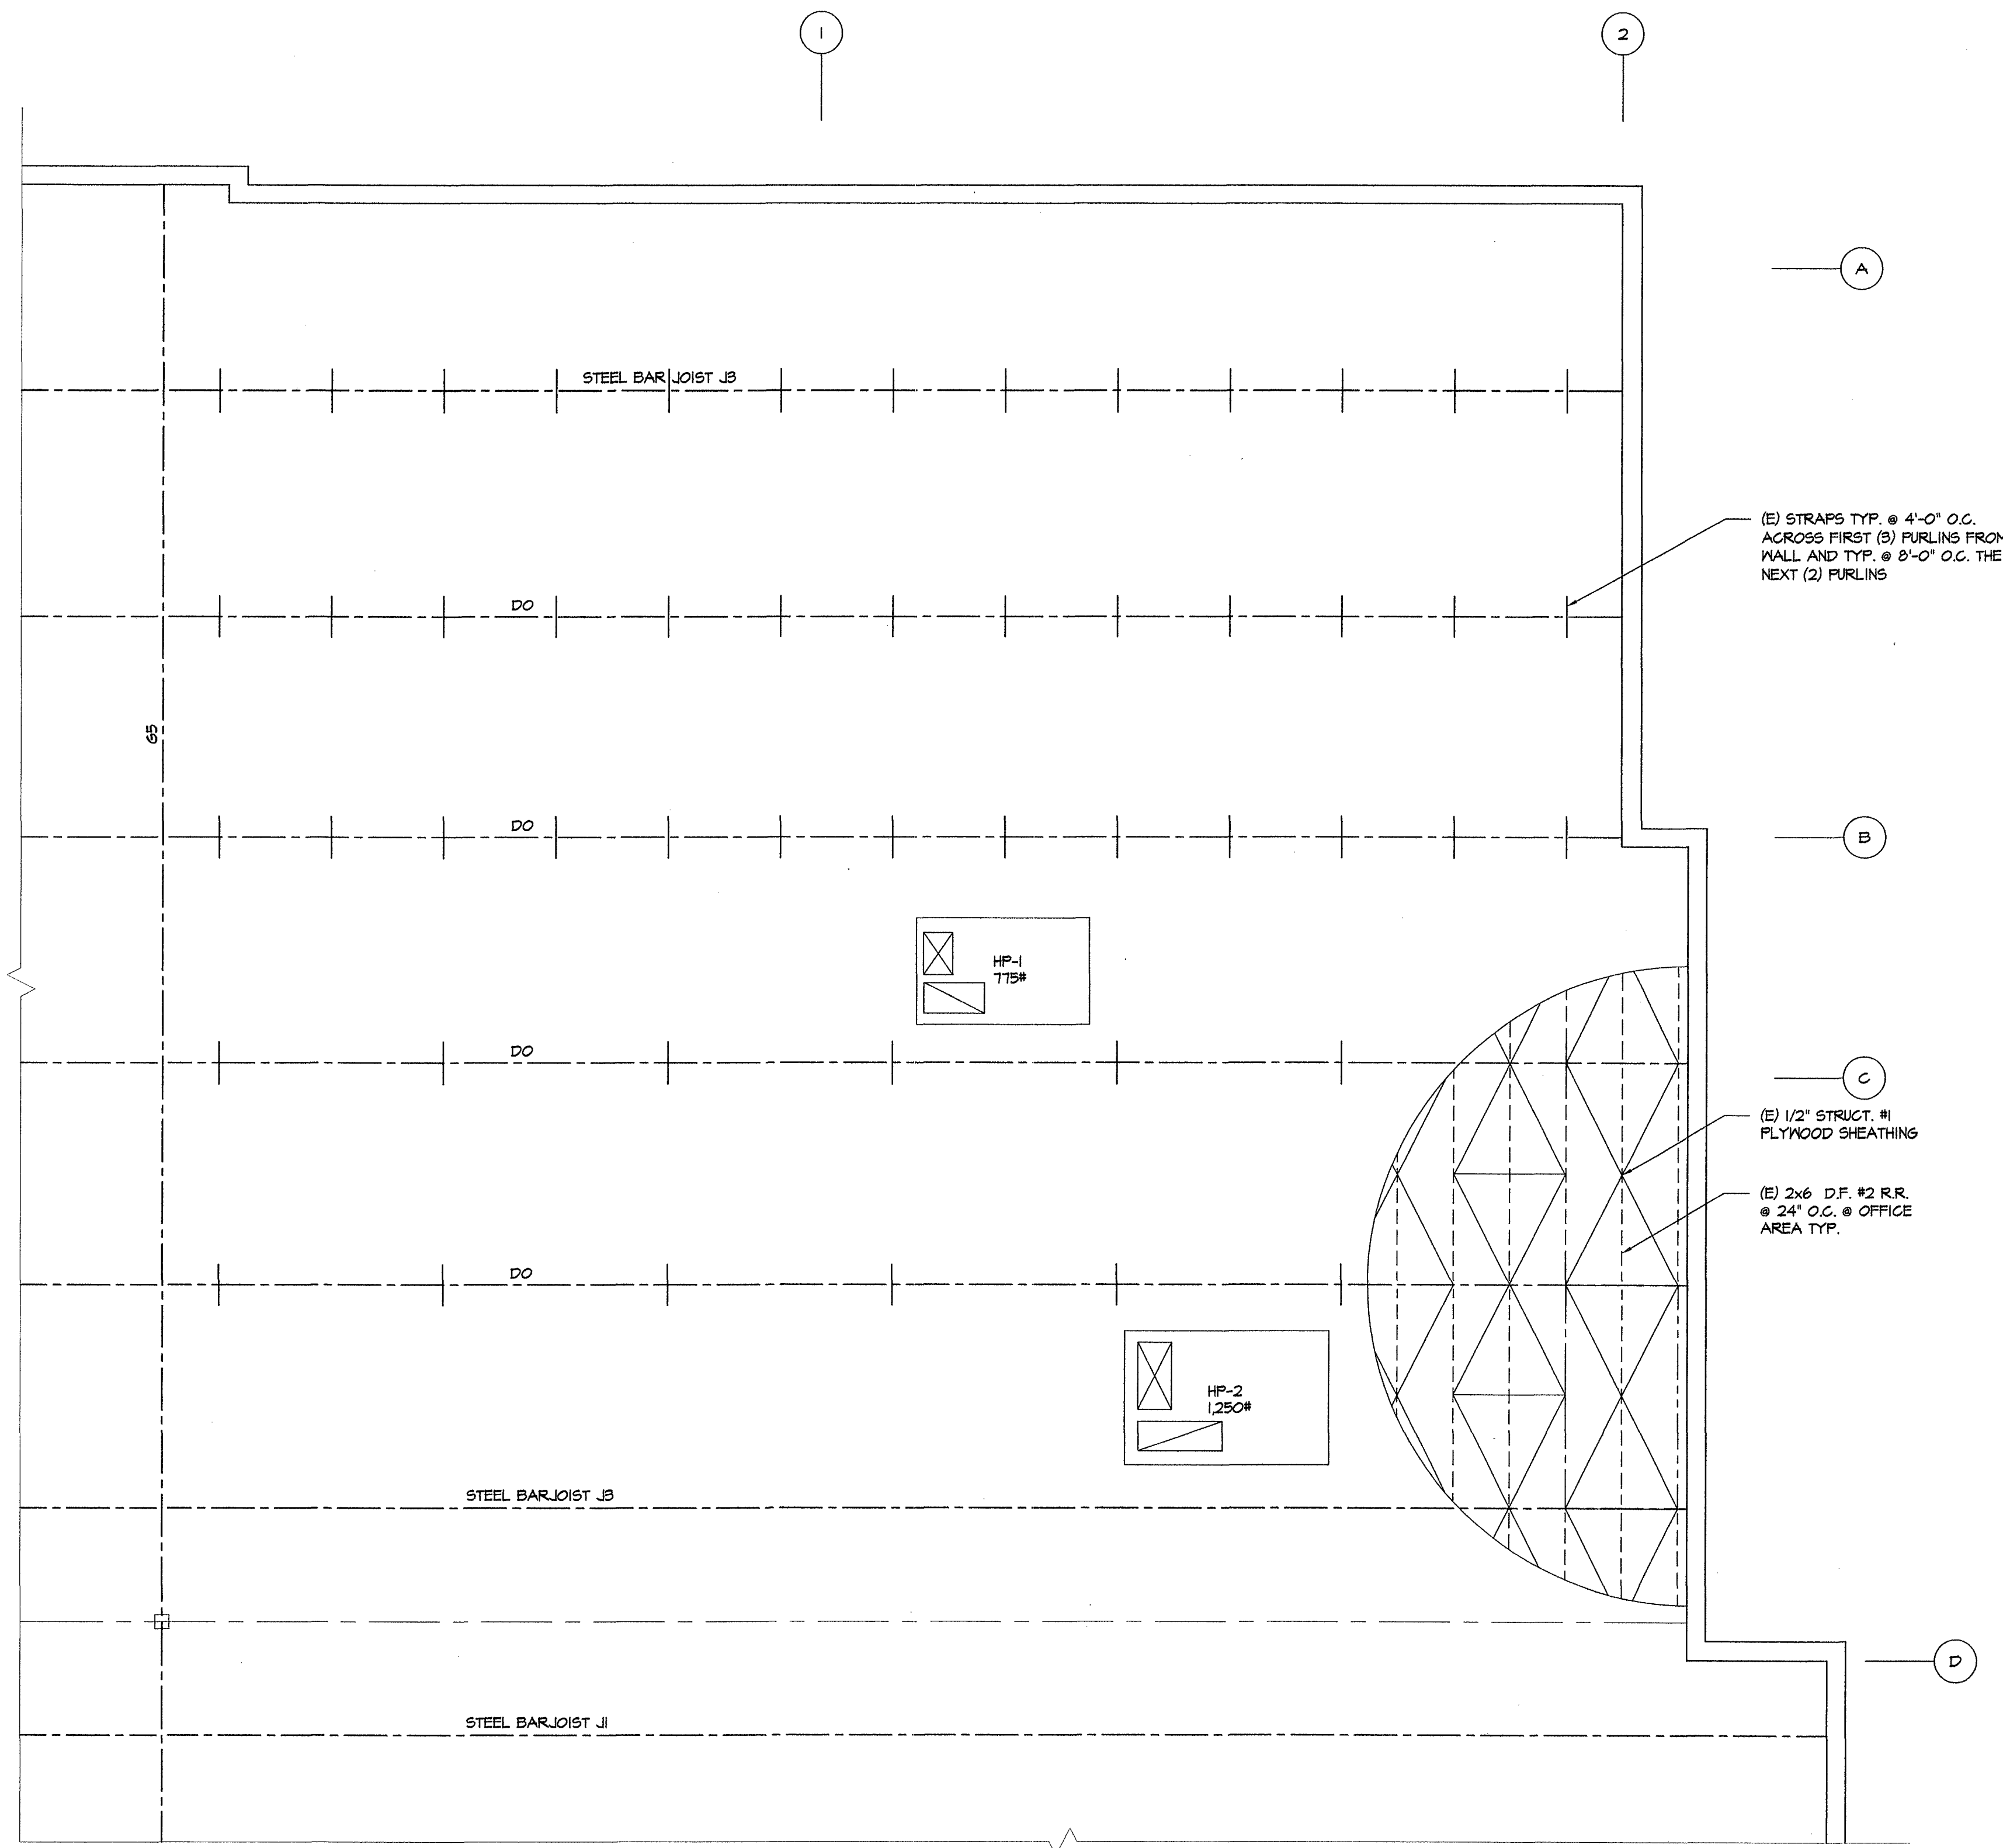 1
2
A
STEEL BAR JOIST J3
(E) STRAPS TYP. @ 4'-0" O.C.
ACROSS FIRST (3) PURLINS FROM
WALL AND TYP. @ 8'-0" O.C. THE
NEXT (2) PURLINS
DO
G5
DO
B
HP-1
775#
DO
C
(E) 1/2" STRUCT. #1
PLYWOOD SHEATHING
(E) 2x6 D.F. #2 R.R.
@ 24" O.C. @ OFFICE
AREA TYP.
DO
HP-2
1,250#
STEEL BARJOIST J3
D
STEEL BARJOIST J1